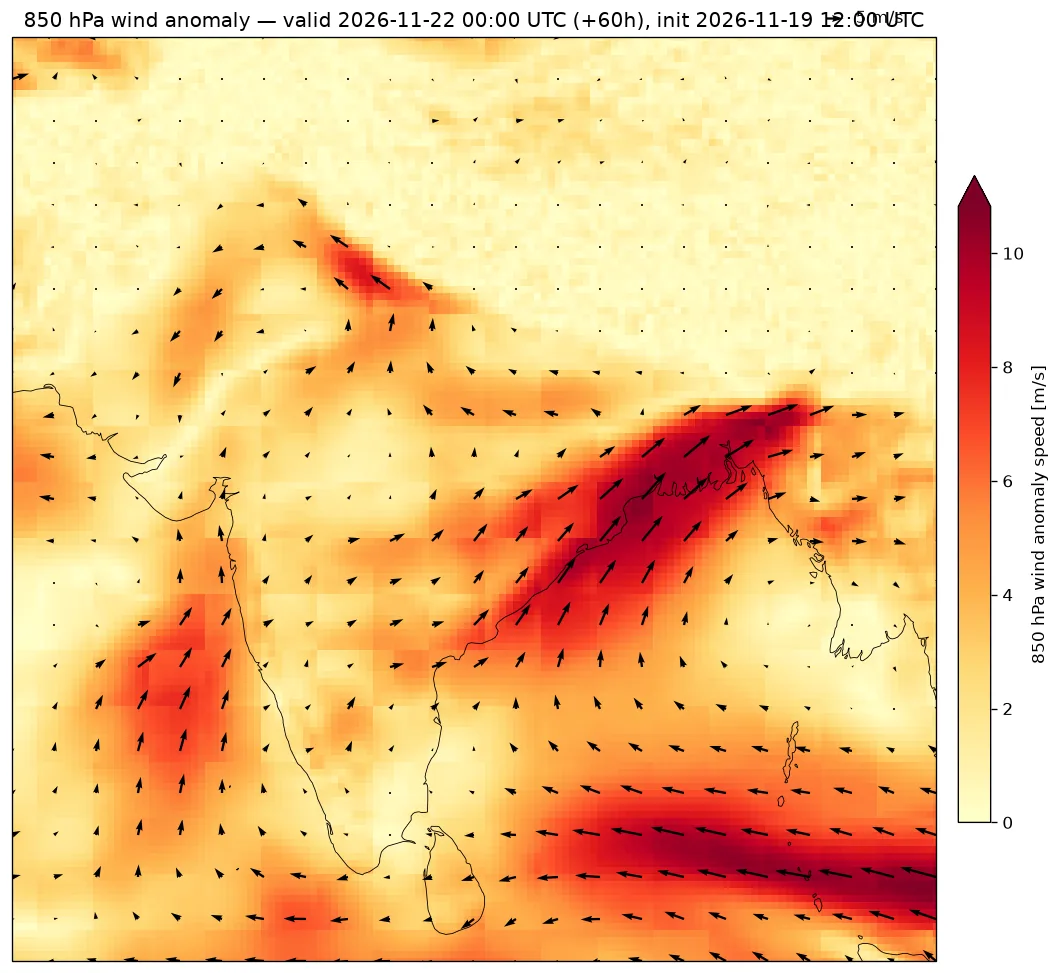 850 hPa wind anomaly — valid 2026-11-22 00:00 UTC (+60h), init 2026-11-19 12:00 UTC
5 m/s
10
8
6
4
2
0
850 hPa wind anomaly speed [m/s]